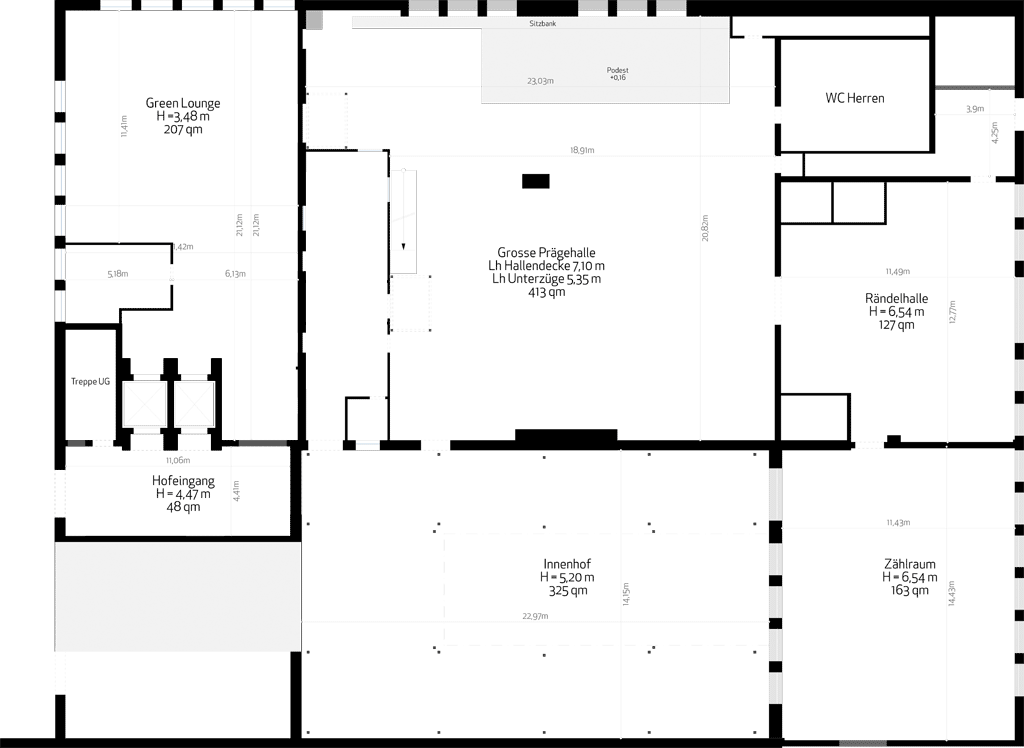 Sitzbank
Podest
+0,16
23,03m
Green Lounge
H =3,48 m
207 qm
11,41m
WC Herren
3,9m
4,25m
18,91m
21,12m
21,12m
20,82m
1,42m
5,18m
6,13m
Grosse Prägehalle
Lh Hallendecke 7,10 m
Lh Unterzüge 5,35 m
413 qm
11,49m
Rändelhalle
H = 6,54 m
127 qm
12,77m
Treppe UG
11,06m
Hofeingang
H = 4,47 m
48 qm
4,41m
11,43m
Innenhof
H = 5,20 m
325 qm
14,15m
22,97m
Zählraum
H = 6,54 m
163 qm
14,43m